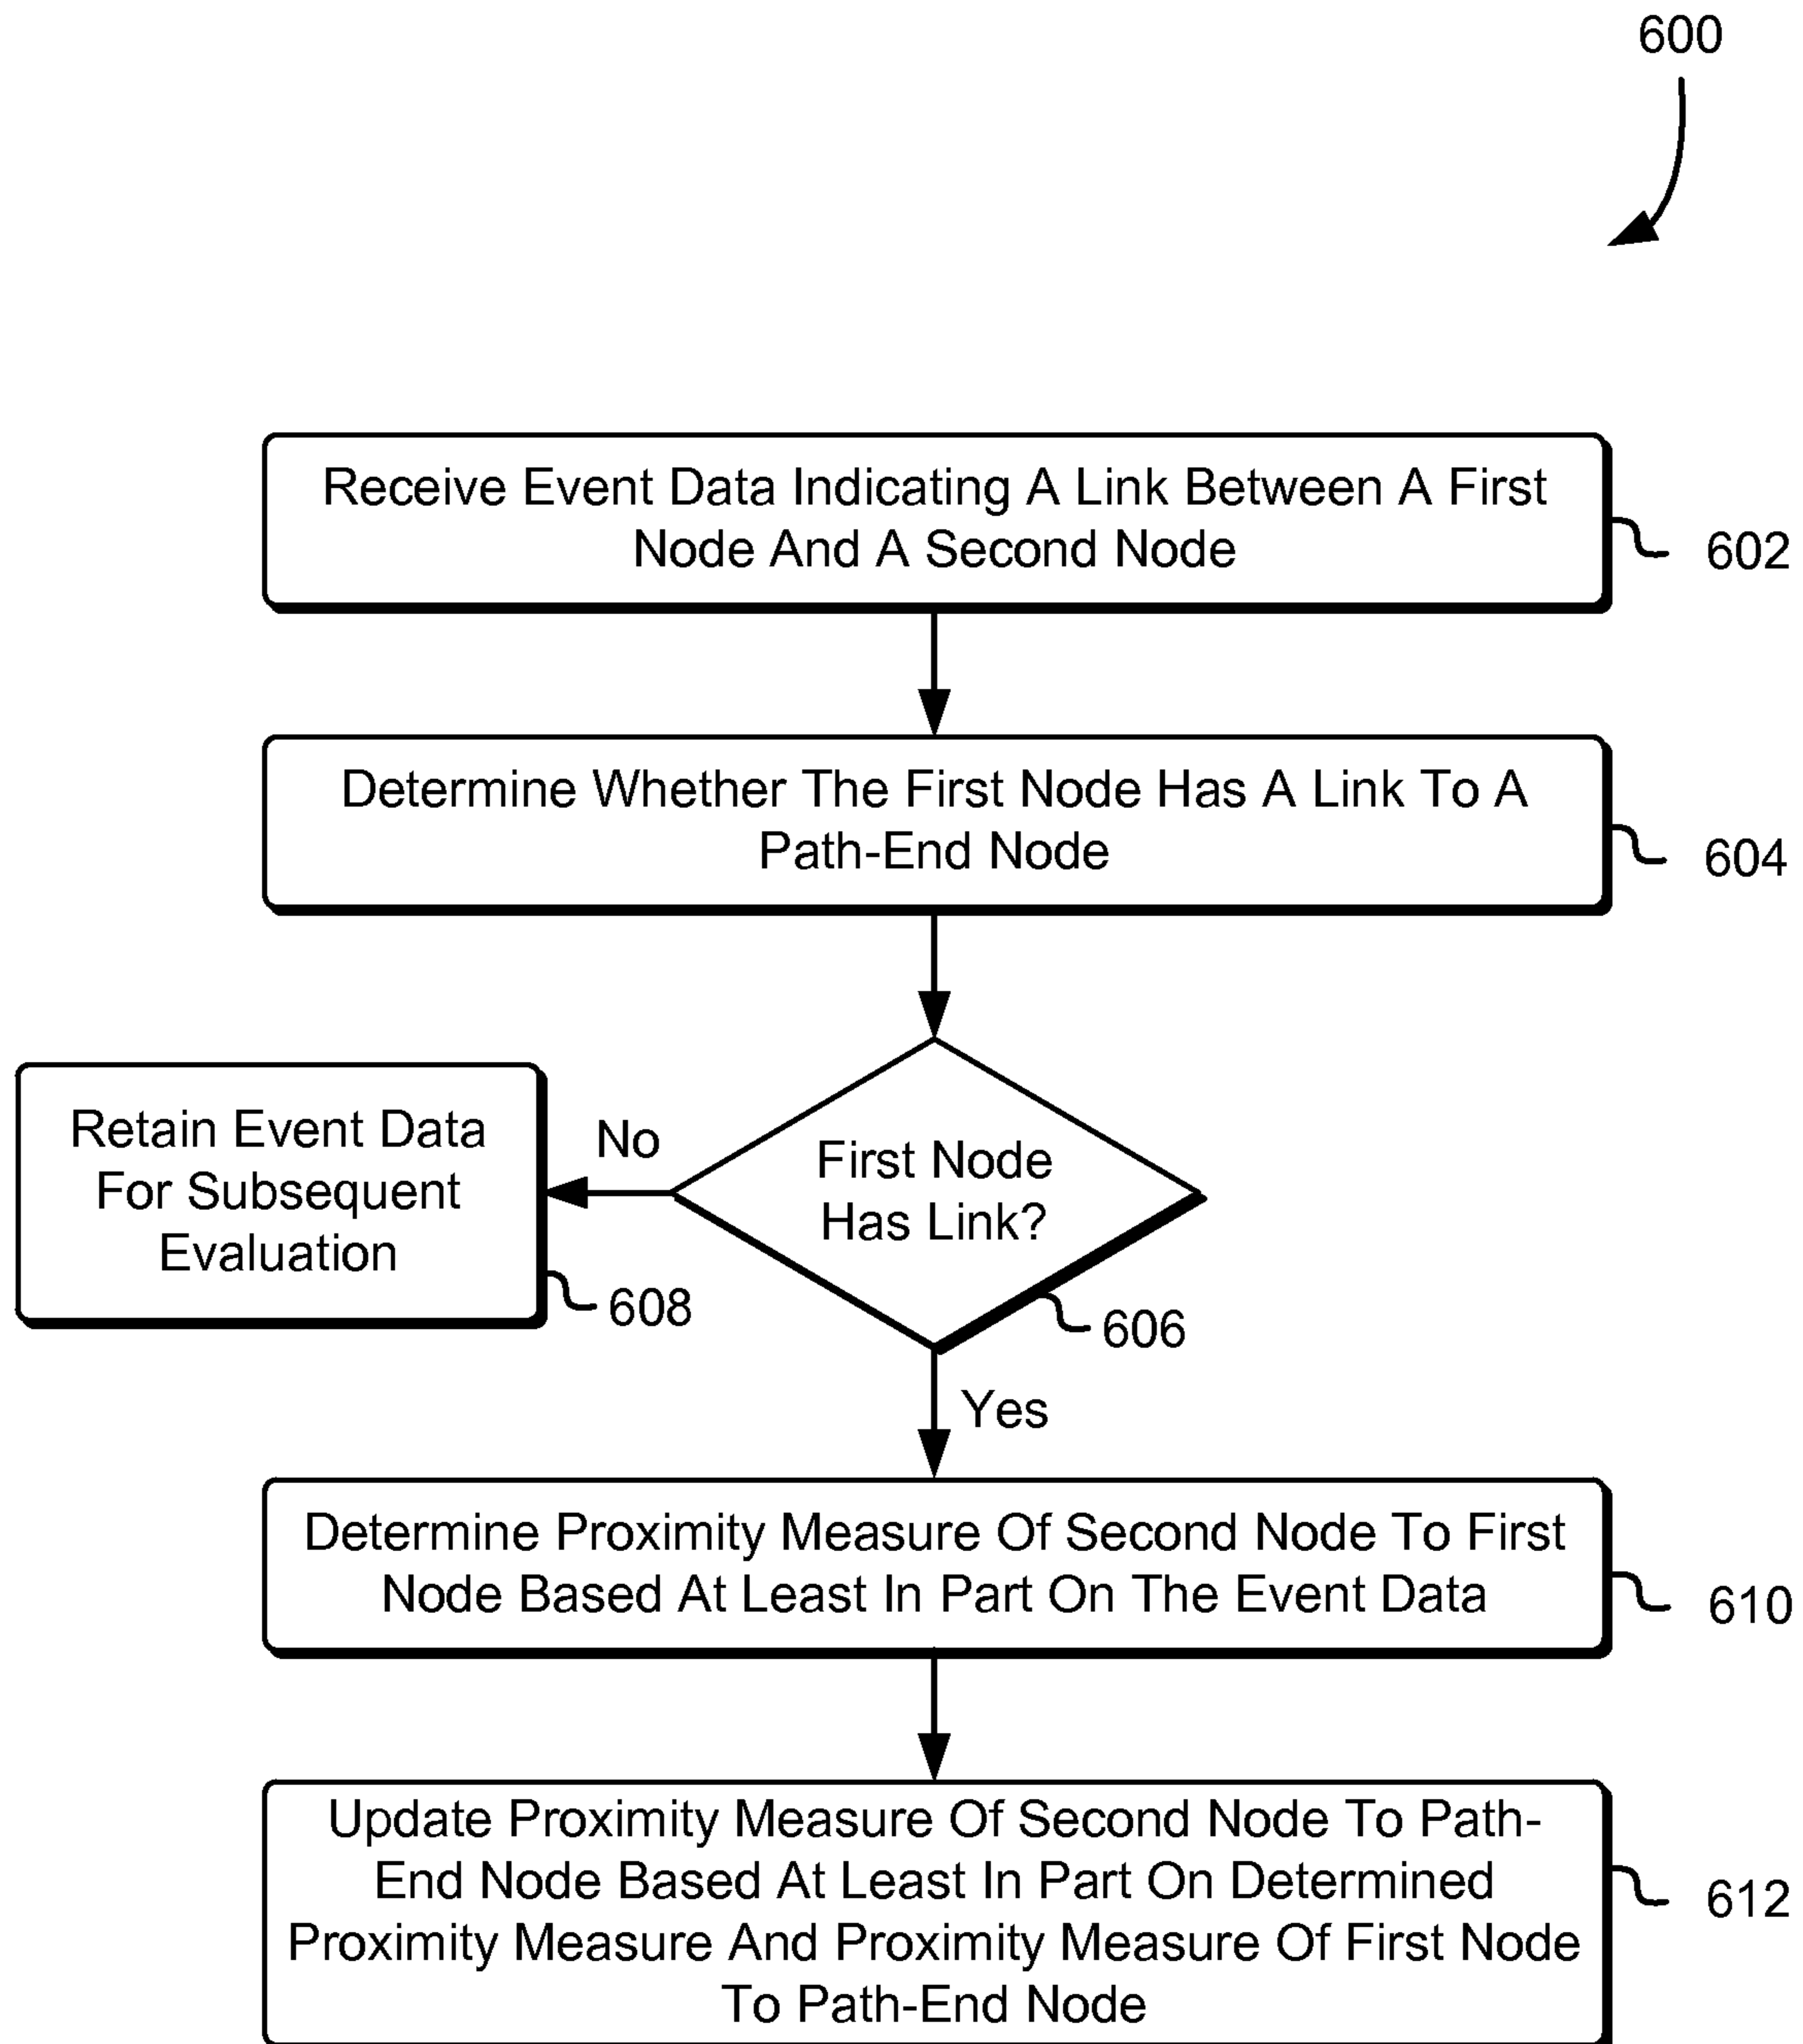 600
Receive Event Data Indicating A Link Between A First
Node And A Second Node
602
Determine Whether The First Node Has A Link To A
Path-End Node
604
Retain Event Data
For Subsequent
Evaluation
608
No
First Node
Has Link?
606
Yes
Determine Proximity Measure Of Second Node To First
Node Based At Least In Part On The Event Data
610
Update Proximity Measure Of Second Node To Path-
End Node Based At Least In Part On Determined
Proximity Measure And Proximity Measure Of First Node
To Path-End Node
612